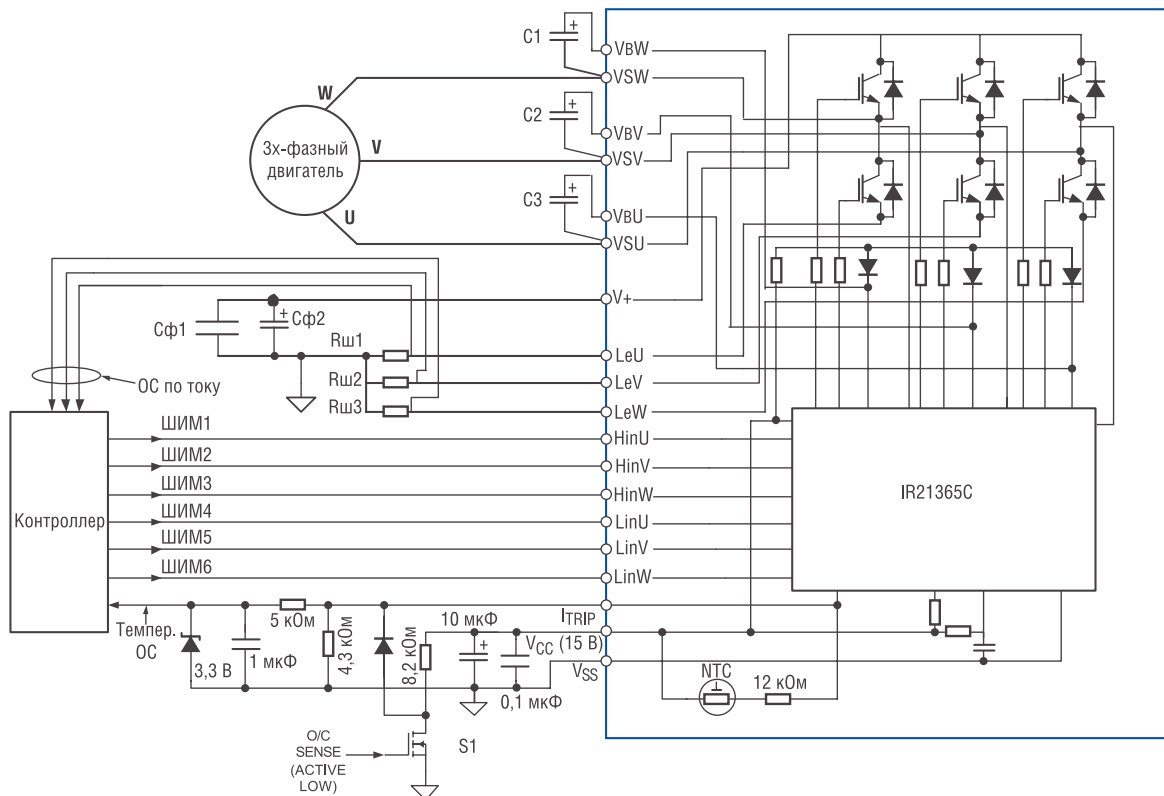 C1
VBW
VSW
W
C2
VBV
3х-фазный
двигатель
V
VSV
C3
VBU
U
VSU
V+
Сф1
Сф2
Rш1
LeU
ОС по току
Rш2
LeV
Rш3
LeW
ШИМ1
HinU
ШИМ2
HinV
ШИМ3
HinW
IR21365C
Контроллер
ШИМ4
LinU
ШИМ5
LinV
ШИМ6
LinW
Темпер.
ОС
5 кОм
10 мкФ
ITRIP
VCC (15 В)
VSS
3,3 В
1 мкФ
4,3 кОм
8,2 кОм
0,1 мкФ
NTC
12 кОм
O/C
SENSE
(ACTIVE
LOW)
S1